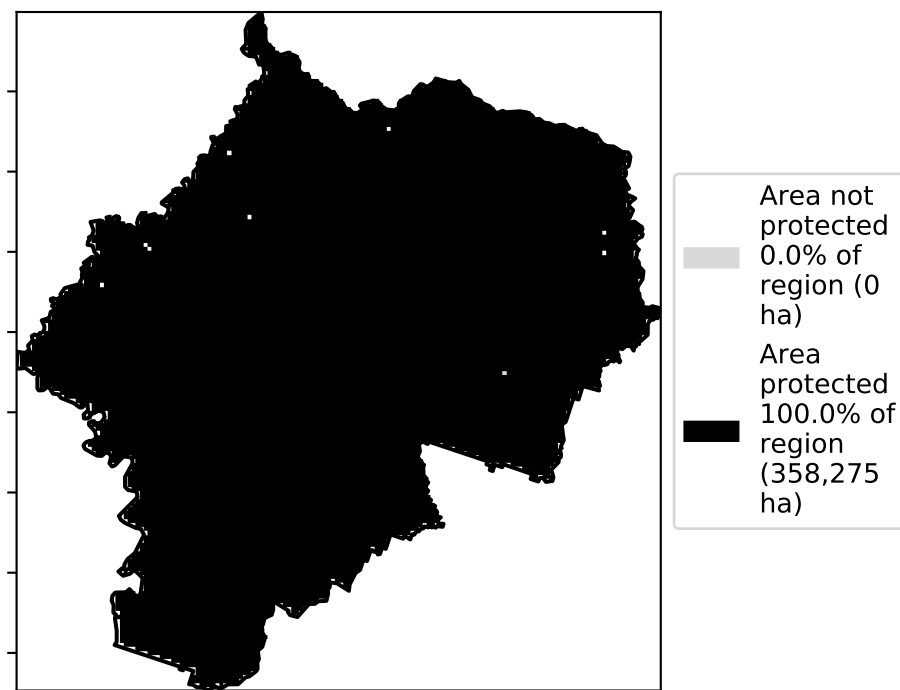 Area not
protected
0.0% of
region (0
ha)
Area
protected
100.0% of
region
(358,275
ha)